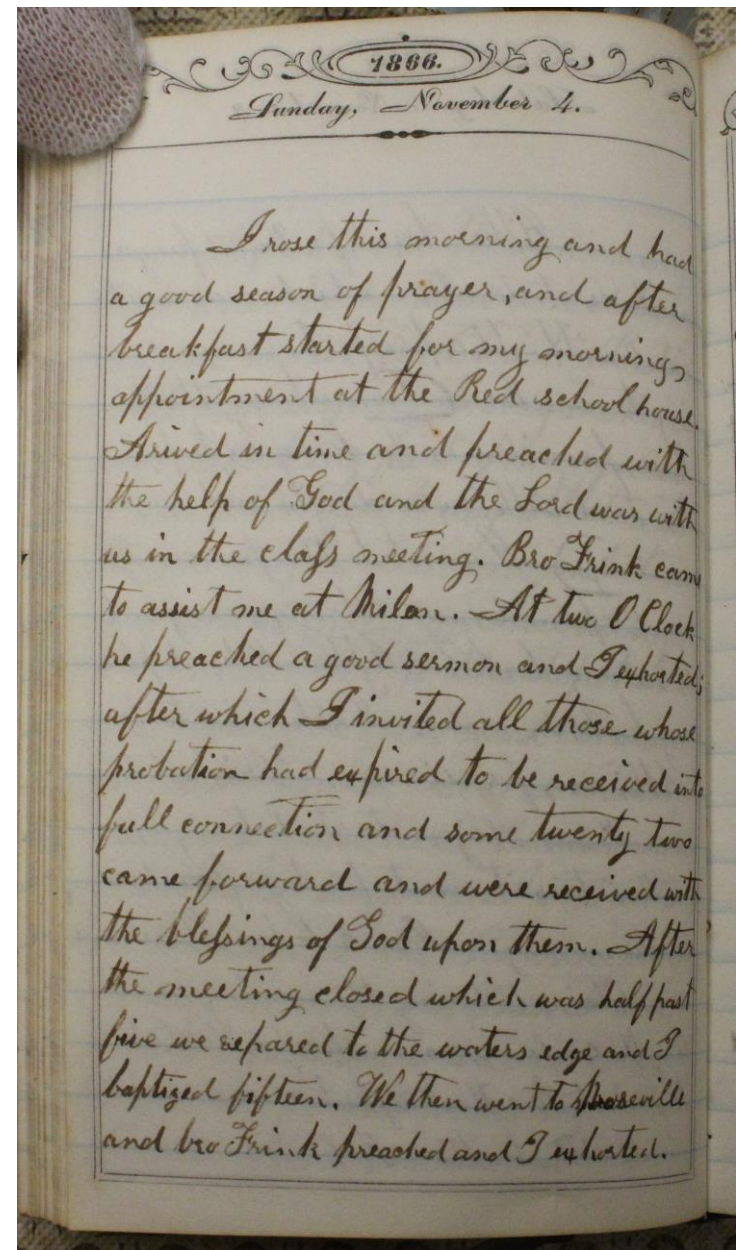 1866.
Sunday, November 4.
I rose this morning and had
a good season of prayer, and after
breakfast started for my morning
appointment at the Red school house.
Arived in time and preached with
the help of God and the Lord was with
us in the claſs meeting. Bro Frink came
to assist me at Milan. At two O Clock
he preached a good sermon and I exhorted;
after which I invited all those whose
probation had expired to be received into
full connection and some twenty two
came forward and were received with
the bleſsings of God upon them. After
the meeting closed which was half past
five we repared to the waters edge and I
baptized fifteen. We then went to
and bro Frink preached and I exhorted.